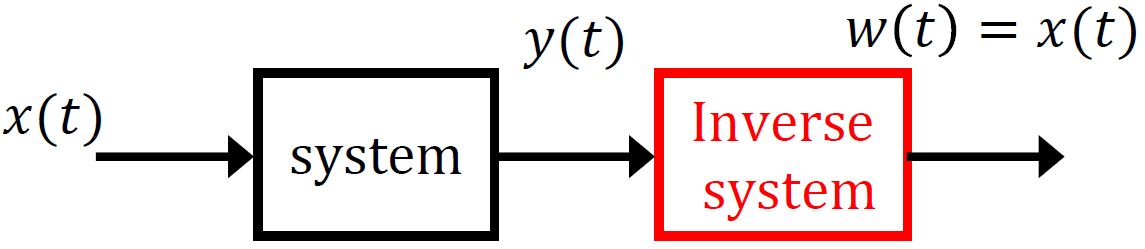 x(t)
system
y(t)
Inverse
system
w(t) = x(t)